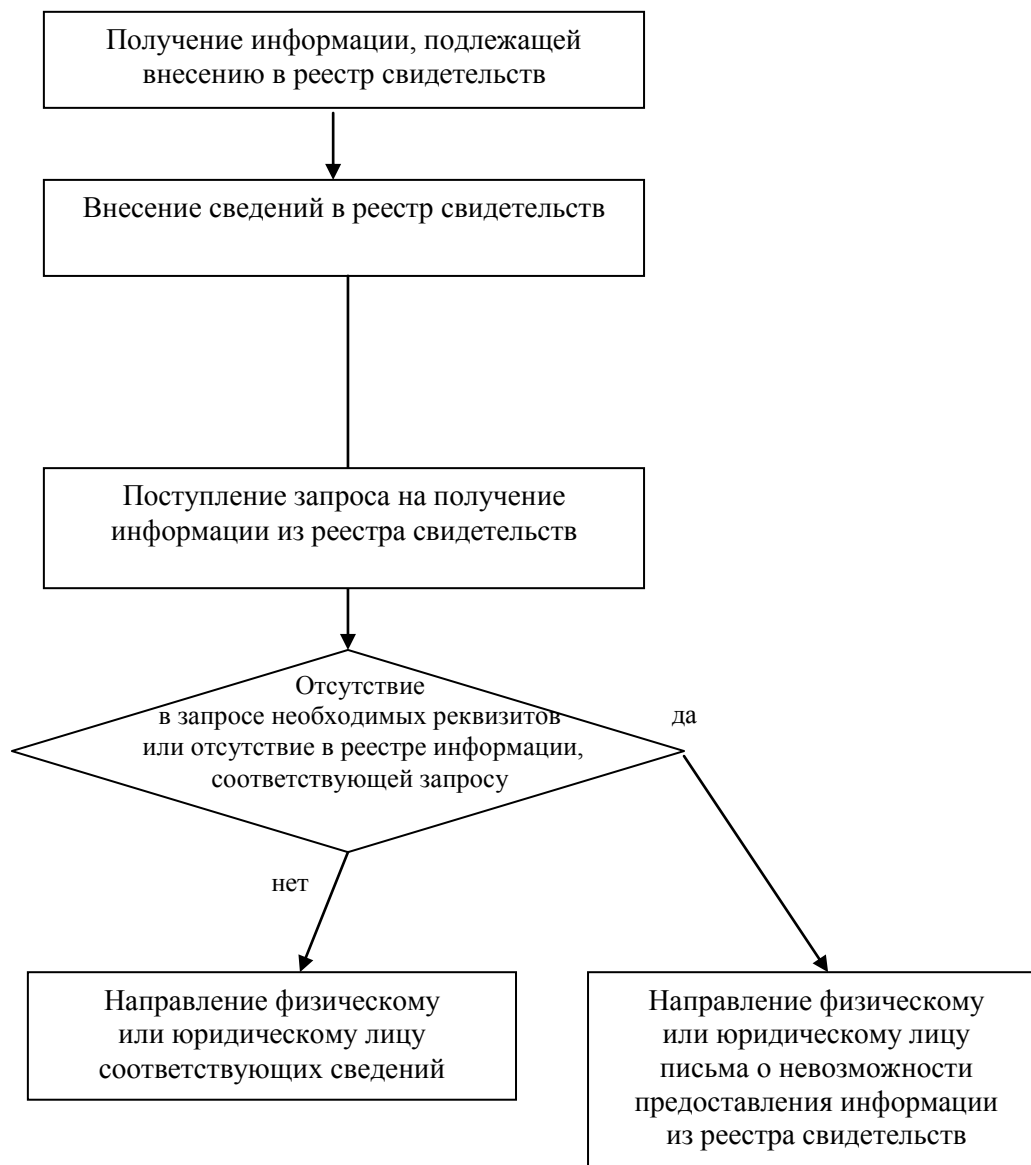 Получение информации, подлежащей
внесению в реестр свидетельств
Внесение сведений в реестр свидетельств
Поступление запроса на получение
информации из реестра свидетельств
Отсутствие
в запросе необходимых реквизитов
или отсутствие в реестре информации,
соответствующей запросу
да
нет
Направление физическому
или юридическому лицу
соответствующих сведений
Направление физическому
или юридическому лицу
письма о невозможности
предоставления информации
из реестра свидетельств